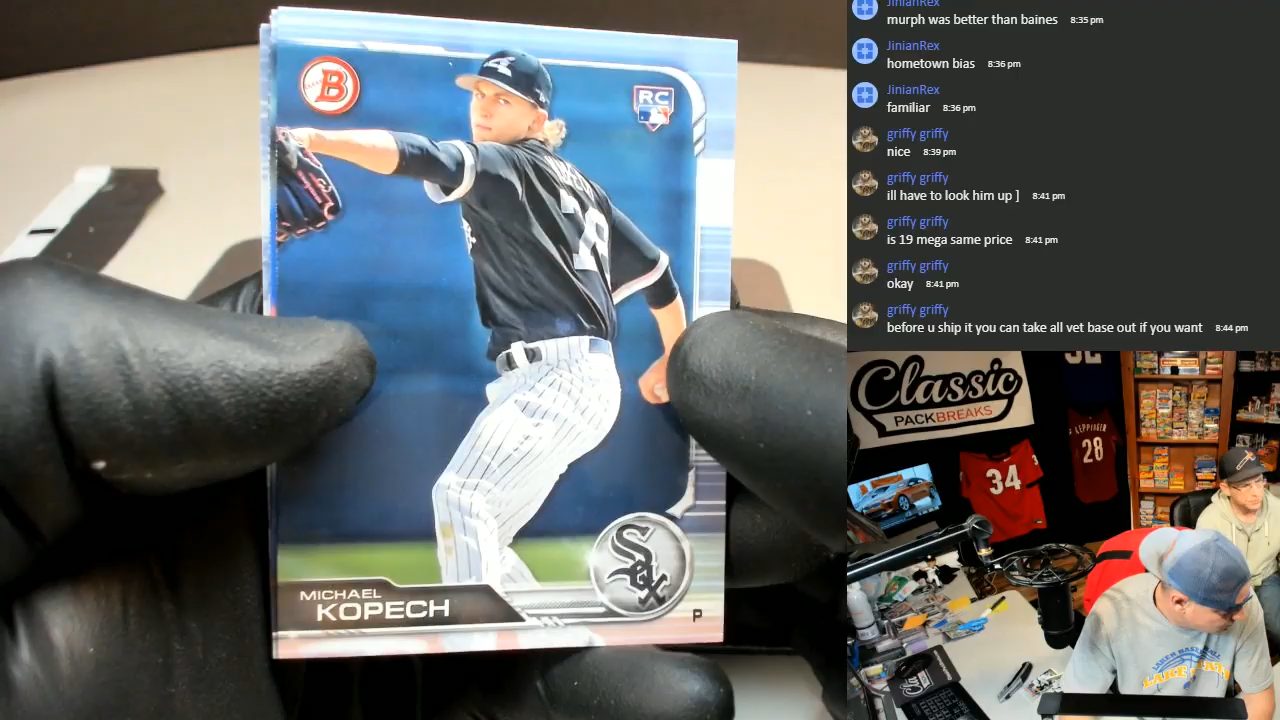 B
RC
78
Sox
MICHAEL
KOPECH
P
JinianRex
murph was better than baines 8:35 pm
JinianRex
hometown bias 8:36 pm
JinianRex
familiar 8:36 pm
griffy griffy
nice 8:39 pm
griffy griffy
ill have to look him up ] 8:41 pm
griffy griffy
is 19 mega same price 8:41 pm
griffy griffy
okay 8:41 pm
griffy griffy
before u ship it you can take all vet base out if you want 8:44 pm
Classic
PACKBREAKS
34
LEPPINGER
28